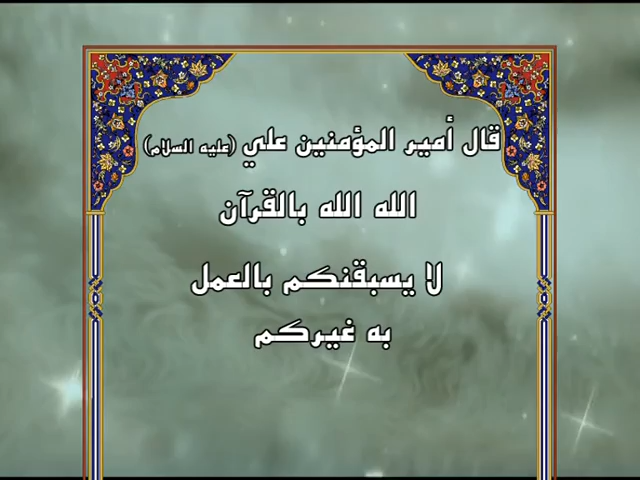 قال أمير المؤمنين علي (عليه السلام)
الله الله بالقرآن
لا يسبقنكم بالعمل
به غيركم